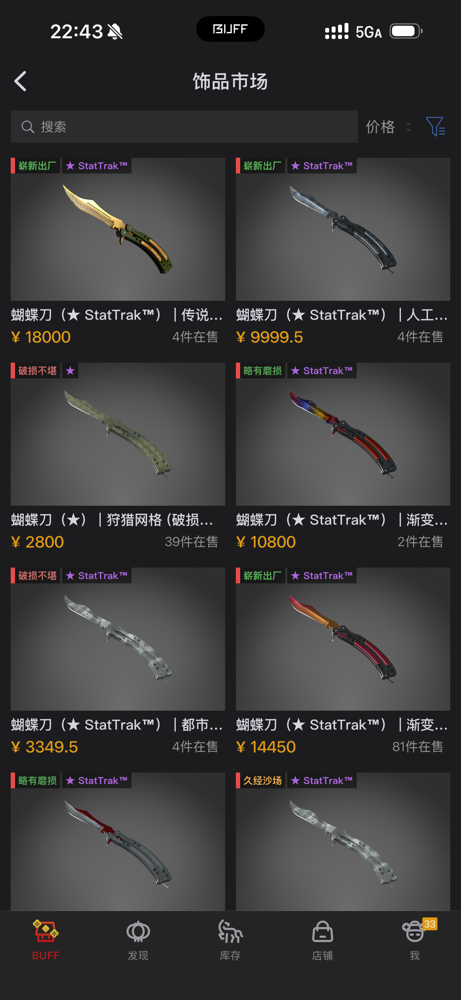 22:43
BUFF
5GA
饰品市场
搜索
价格
崭新出厂 ★ StatTrak™
崭新出厂 ★ StatTrak™
蝴蝶刀（★ StatTrak™）｜传说...
蝴蝶刀（★ StatTrak™）｜人工...
¥ 18000 4件在售
¥ 9999.5 4件在售
破损不堪 ★
略有磨损 ★ StatTrak™
蝴蝶刀（★）｜狩猎网格 (破损...
蝴蝶刀（★ StatTrak™）｜渐变...
¥ 2800 39件在售
¥ 10800 2件在售
破损不堪 ★ StatTrak™
崭新出厂 ★ StatTrak™
蝴蝶刀（★ StatTrak™）｜都市...
蝴蝶刀（★ StatTrak™）｜渐变...
¥ 3349.5 4件在售
¥ 14450 81件在售
略有磨损 ★ StatTrak™
久经沙场 ★ StatTrak™
33
BUFF
发现
库存
店铺
我